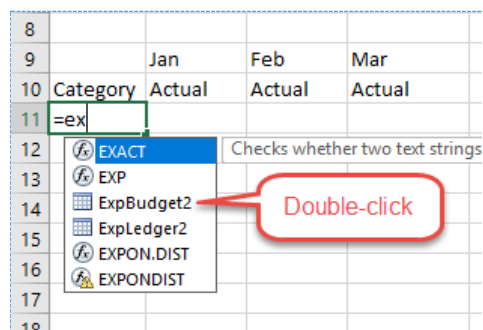 8
9 Jan Feb Mar
10 Category Actual Actual Actual
11 =ex
12 EXACT Checks whether two text strings
13 EXP
14 ExpBudget2 Double-click
15 ExpLedger2
16 EXPON.DIST
17 EXPONDIST
18